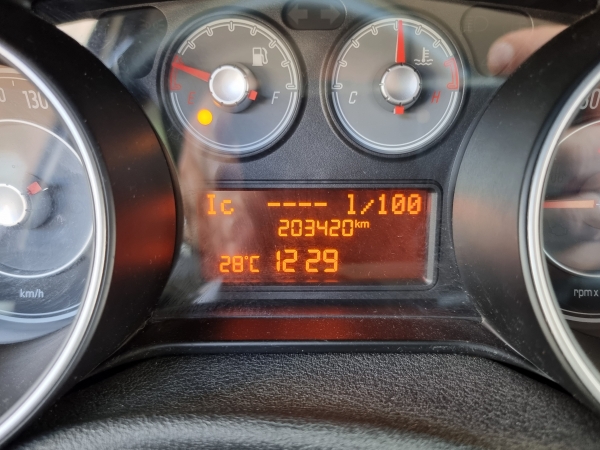 E F
C H
130
Ic ---- l/100
203420km
28°C 12 29
km/h
rpm x